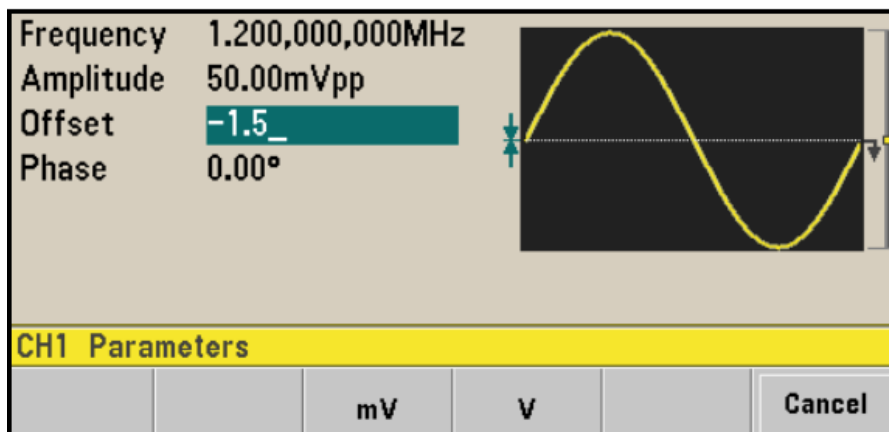 Frequency 1.200,000,000MHz
Amplitude 50.00mVpp
Offset -1.5_
Phase 0.00°
CH1 Parameters
mV V Cancel